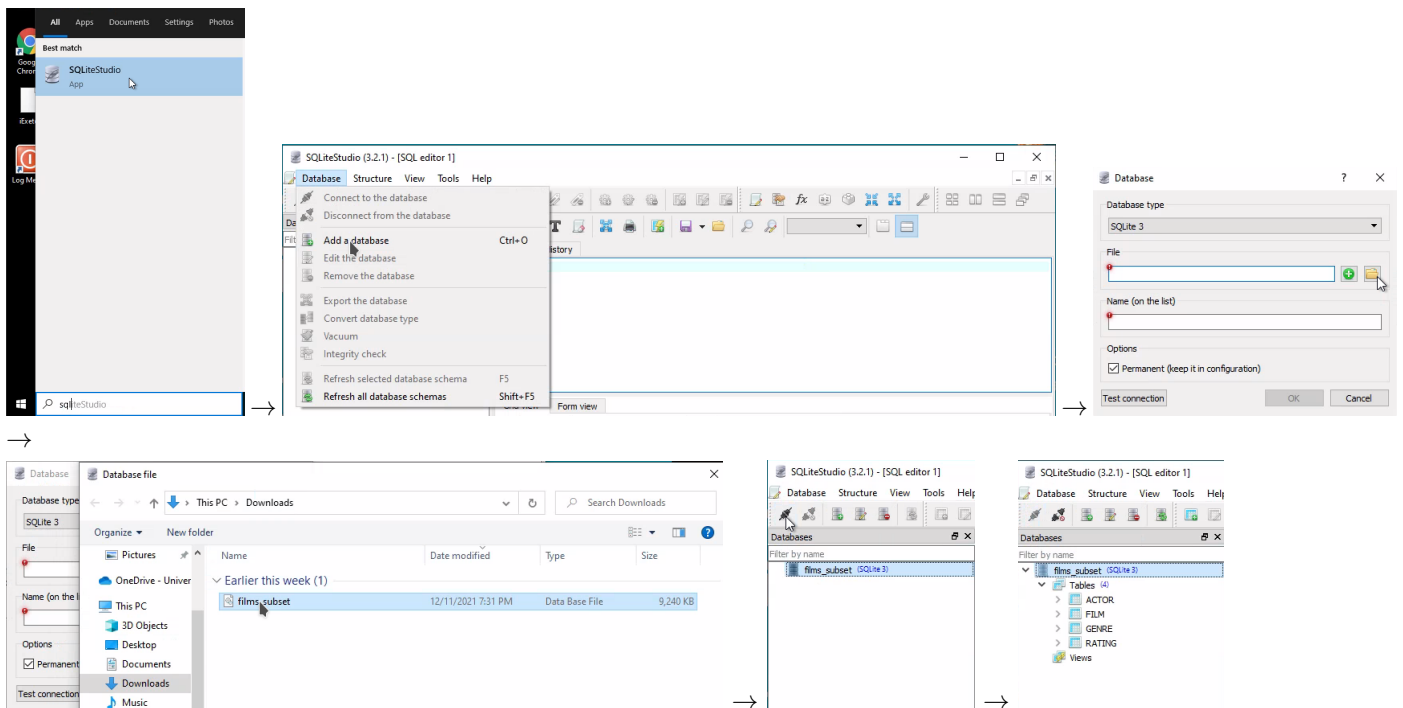 All Apps Documents Settings Photos
Best match
SQLiteStudio
App
Goog
Chror
iExet
Log Me
sqliteStudio
→
SQLiteStudio (3.2.1) - [SQL editor 1]
Database Structure View Tools Help
Connect to the database
Disconnect from the database
Da
Filt
Add a database Ctrl+O
Edit the database
Remove the database
istory
Export the database
Convert database type
Vacuum
Integrity check
Refresh selected database schema F5
Refresh all database schemas Shift+F5
Form view
→
Database ? ×
Database type
SQLite 3
File
Name (on the list)
Options
Permanent (keep it in configuration)
Test connection OK Cancel
→
Database
Database type
SQLite 3
File
Name (on the li
Options
Permanent
Test connection
Database file
This PC > Downloads
Search Downloads
Organize New folder
Pictures
OneDrive - Univer
This PC
3D Objects
Desktop
Documents
Downloads
Music
Name Date modified Type Size
Earlier this week (1)
films_subset 12/11/2021 7:31 PM Data Base File 9,240 KB
→
SQLiteStudio (3.2.1) - [SQL editor 1]
Database Structure View Tools Help
Databases
Filter by name
films_subset (SQLite 3)
→
SQLiteStudio (3.2.1) - [SQL editor 1]
Database Structure View Tools Help
Databases
Filter by name
films_subset (SQLite 3)
Tables (4)
ACTOR
FILM
GENRE
RATING
Views